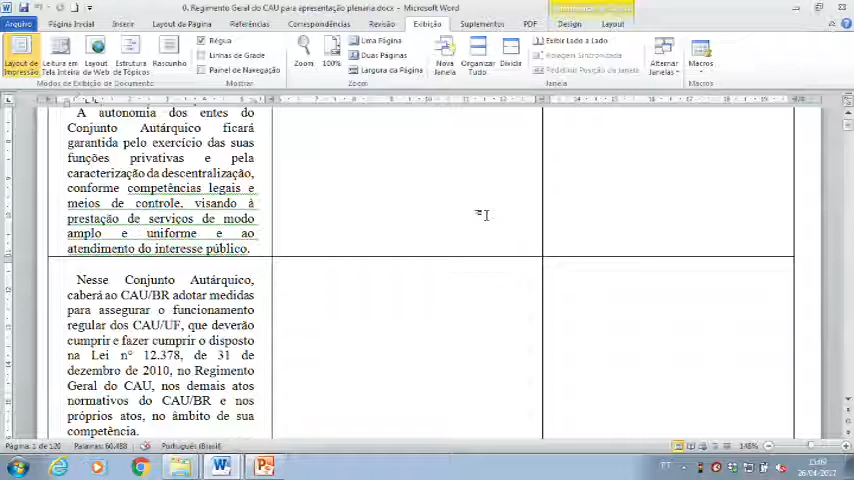 0. Regimento Geral do CAU para apresentação plenaria.docx - Microsoft Word
Arquivo Página Inicial Inserir Layout da Página Referências Correspondências Revisão Exibição Suplementos PDF Design Layout
Layout de Impressão
Leitura em Tela Inteira
Layout da Web
Estrutura de Tópicos
Rascunho
Régua
Linhas de Grade
Painel de Navegação
Zoom
100%
Uma Página
Duas Páginas
Largura da Página
Nova Janela
Organizar Tudo
Dividir
Exibir Lado a Lado
Rolagem Sincronizada
Redefinir Posição da Janela
Alternar Janelas
Macros
Modos de Exibição de Documento Mostrar Zoom Janela Macros
A autonomia dos entes do
Conjunto Autárquico ficará
garantida pelo exercício das suas
funções privativas e pela
caracterização da descentralização,
conforme competências legais e
meios de controle, visando à
prestação de serviços de modo
amplo e uniforme e ao
atendimento do interesse público.
Nesse Conjunto Autárquico,
caberá ao CAU/BR adotar medidas
para assegurar o funcionamento
regular dos CAU/UF, que deverão
cumprir e fazer cumprir o disposto
na Lei n° 12.378, de 31 de
dezembro de 2010, no Regimento
Geral do CAU, nos demais atos
normativos do CAU/BR e nos
próprios atos, no âmbito de sua
competência.
Página: 1 de 120 Palavras: 60.488 Português (Brasil) 148%
PT
15:09
26/04/2017